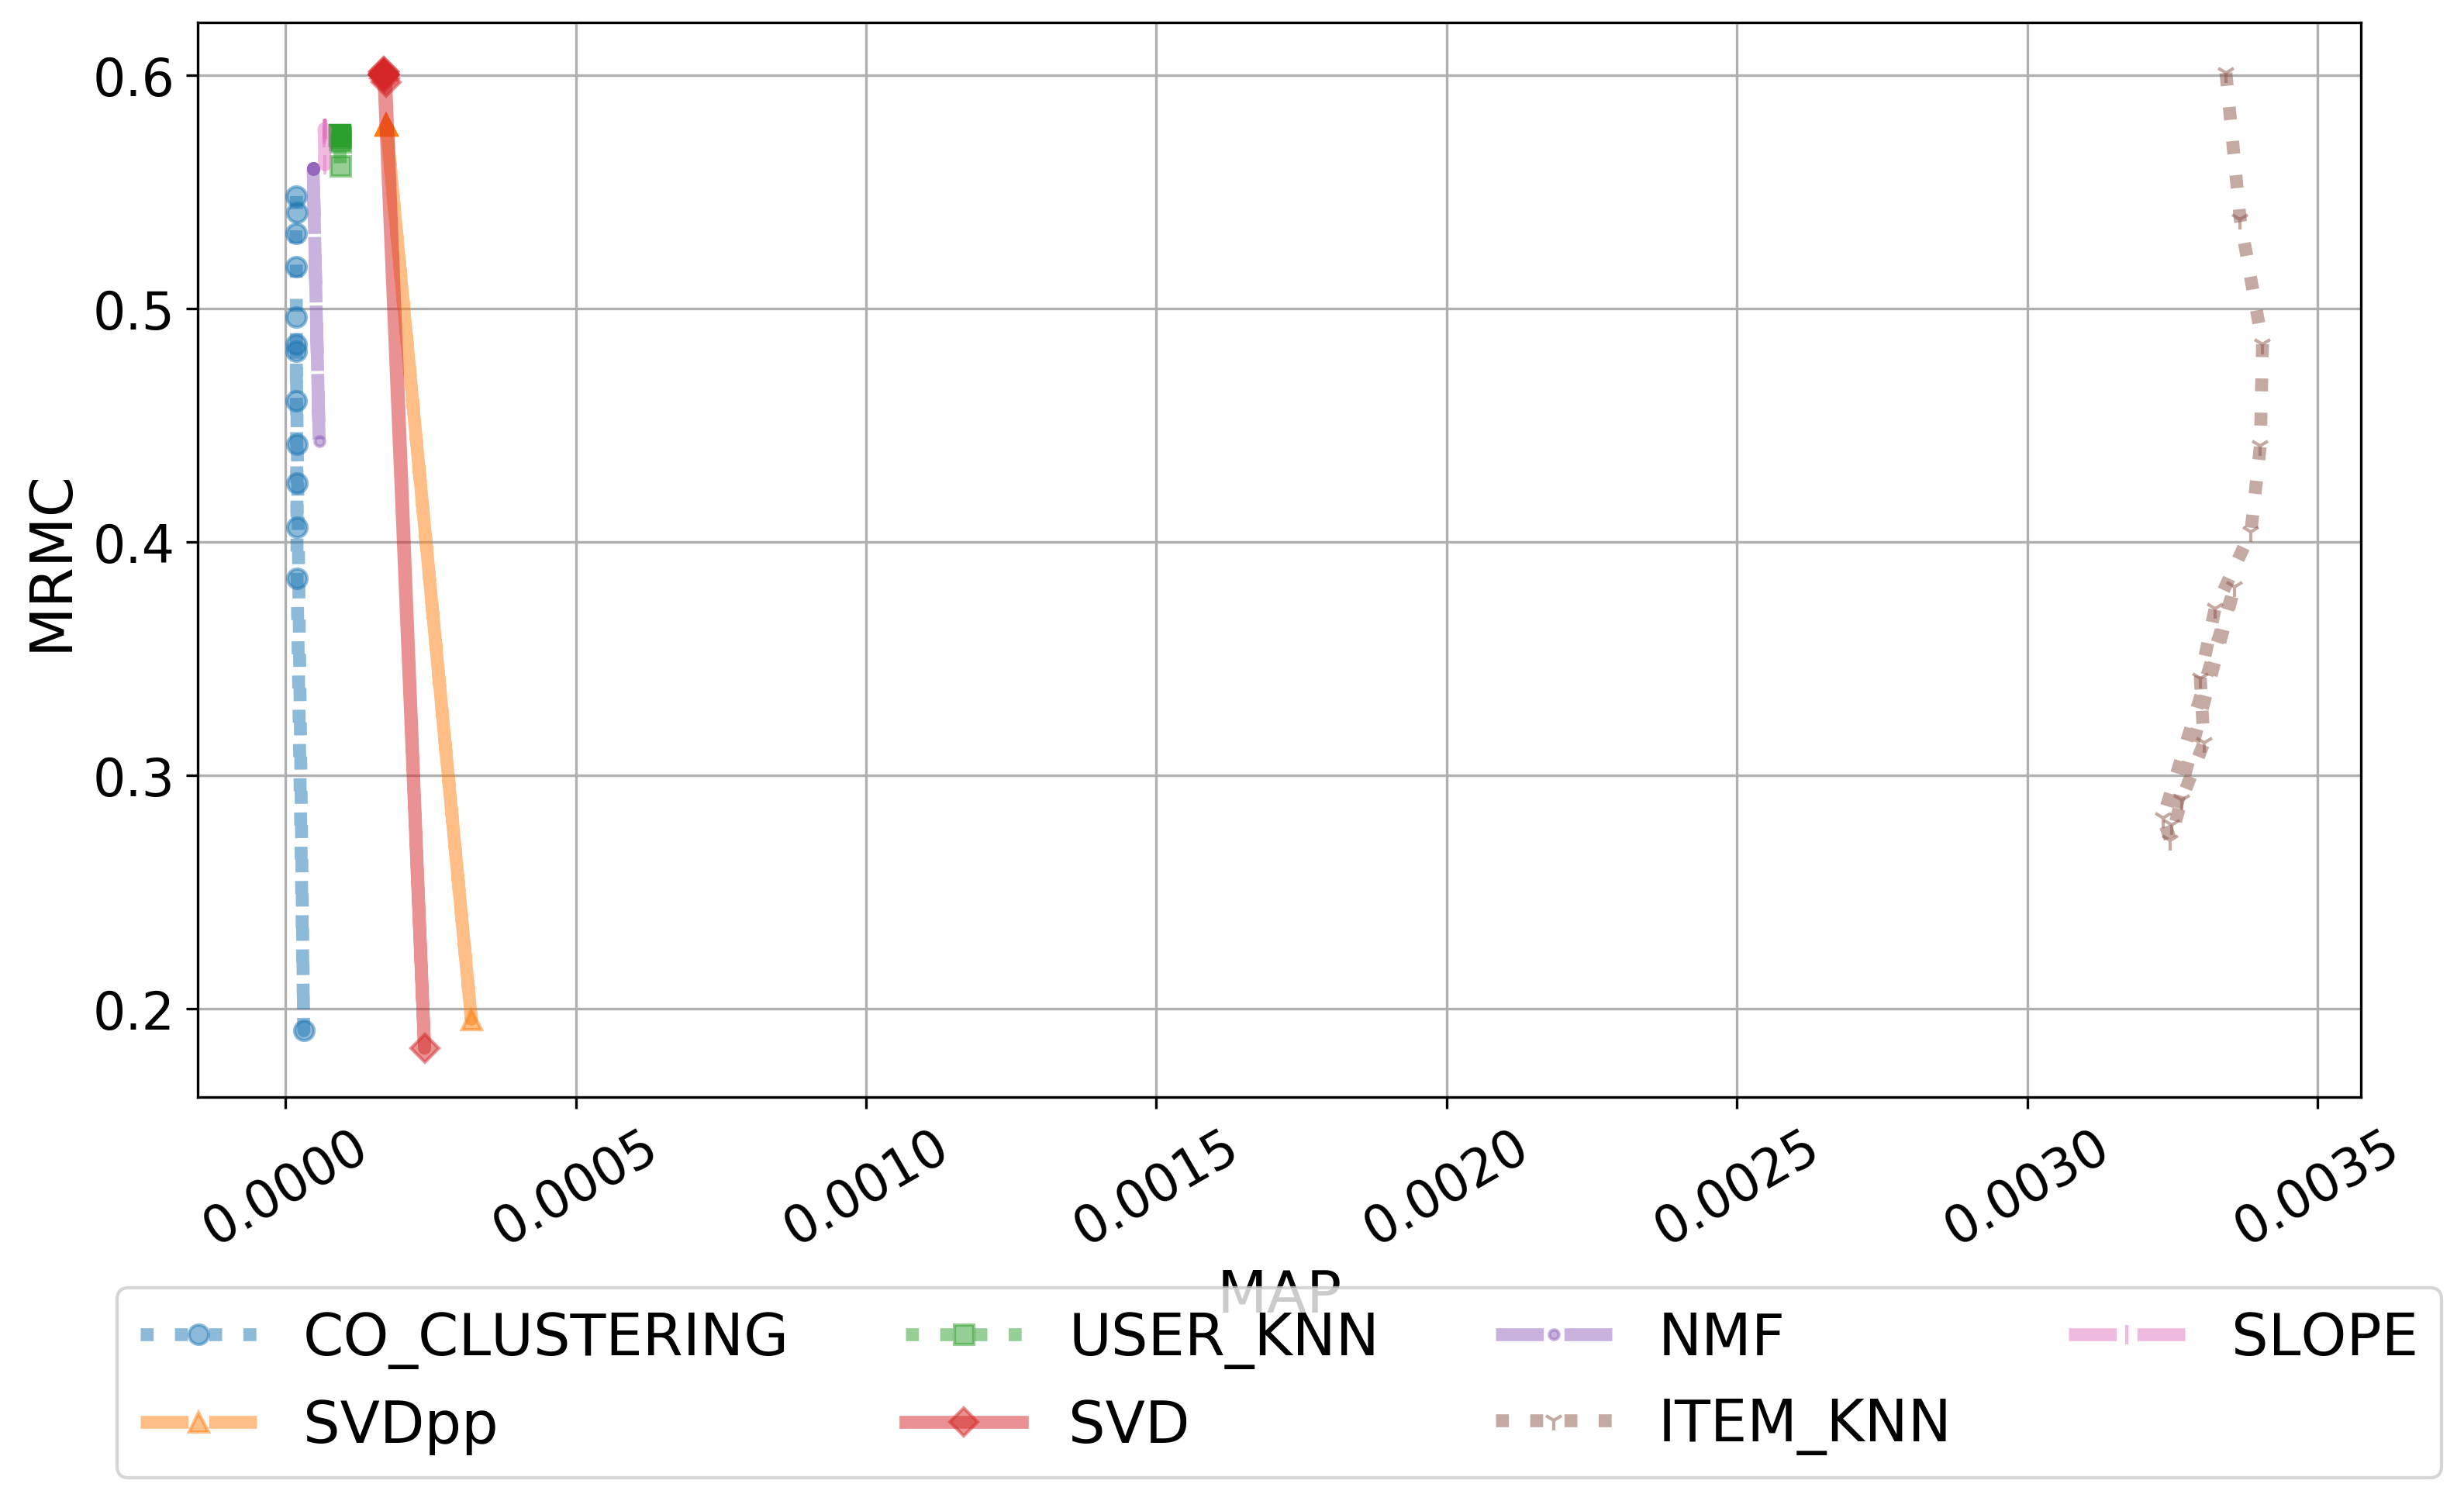 0.6
0.5
0.4
0.3
0.2
MRMC
0.0000
0.0005
0.0010
0.0015
0.0020
0.0025
0.0030
0.0035
MAP
CO_CLUSTERING
USER_KNN
NMF
SLOPE
SVDpp
SVD
ITEM_KNN